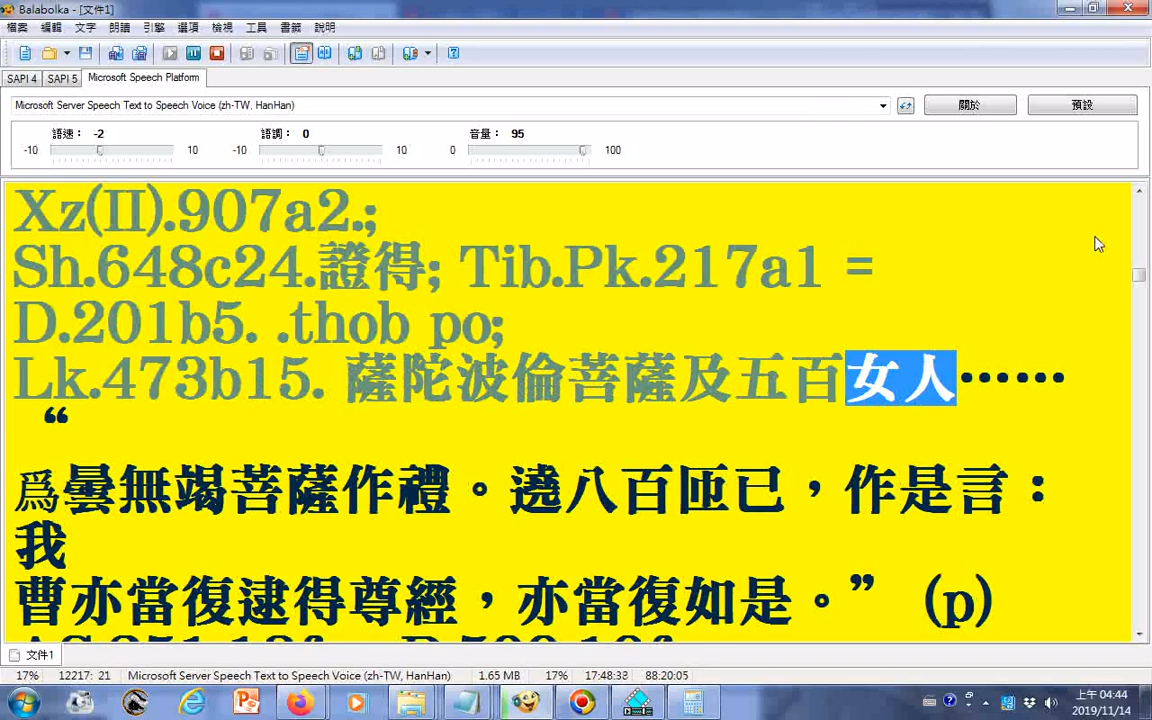 Balabolka - [文件1]
檔案 編輯 文字 朗讀 引擎 選項 檢視 工具 書籤 說明
SAPI 4 SAPI 5 Microsoft Speech Platform
Microsoft Server Speech Text to Speech Voice (zh-TW, HanHan) 關於 預設
語速： -2 語調： 0 音量： 95
-10 10 -10 10 0 100
Xz(II).907a2.;
Sh.648c24.證得; Tib.Pk.217a1 =
D.201b5. .thob po;
Lk.473b15. 薩陀波倫菩薩及五百女人……
“
爲曇無竭菩薩作禮。遶八百匝已，作是言：
我
曹亦當復逮得尊經，亦當復如是。” (p)
文件1
17% 12217: 21 Microsoft Server Speech Text to Speech Voice (zh-TW, HanHan) 1.65 MB 17% 17:48:33 88:20:05
上午 04:44
2019/11/14